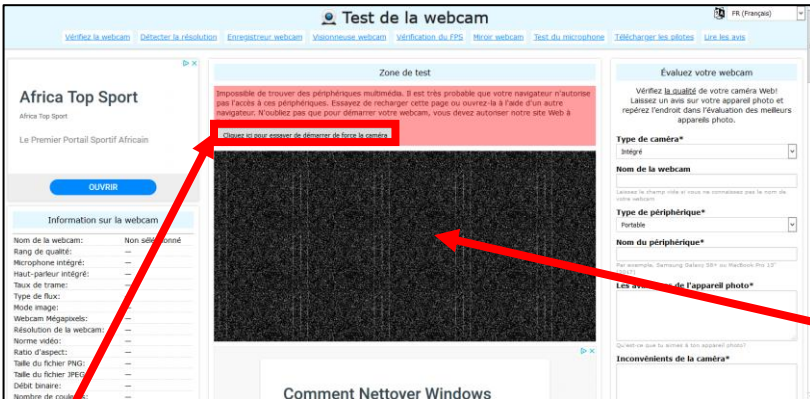 Test de la webcam
FR (Français)
Vérifiez la webcam Détecter la résolution Enregistreur webcam Visionneuse webcam Vérification du FPS Miroir webcam Test du microphone Télécharger les pilotes Lire les avis
Africa Top Sport
Africa Top Sport
Le Premier Portail Sportif Africain
OUVRIR
Information sur la webcam
Nom de la webcam: Non sélectionné
Rang de qualité: —
Microphone intégré: —
Haut-parleur intégré: —
Taux de trame: —
Type de flux:
Mode image: —
Webcam Mégapixels: —
Résolution de la webcam: —
Norme vidéo: —
Ratio d'aspect: —
Taille du fichier PNG: —
Taille du fichier JPEG: —
Débit binaire: —
Nombre de couleurs: —
Zone de test
Impossible de trouver des périphériques multimédia. Il est très probable que votre navigateur n'autorise
pas l'accès à ces périphériques. Essayez de recharger cette page ou ouvrez-la à l'aide d'un autre
navigateur. N'oubliez pas que pour démarrer votre webcam, vous devez autoriser notre site Web à
Cliquez ici pour essayer de démarrer de force la caméra
Comment Nettoyer Windows
Évaluez votre webcam
Vérifiez la qualité de votre caméra Web!
Laissez un avis sur votre appareil photo et
repérez l'endroit dans l'évaluation des meilleurs
appareils photo.
Type de caméra*
Intégré
Nom de la webcam
Laissez le champ vide si vous ne connaissez pas le nom de
votre webcam
Type de périphérique*
Portable
Nom du périphérique*
Par exemple, Samsung Galaxy S8+ ou MacBook Pro 13"
(2017)
Les de l'appareil photo*
Qu'est-ce que tu aimes à ton appareil photo?
Inconvénients de la caméra*